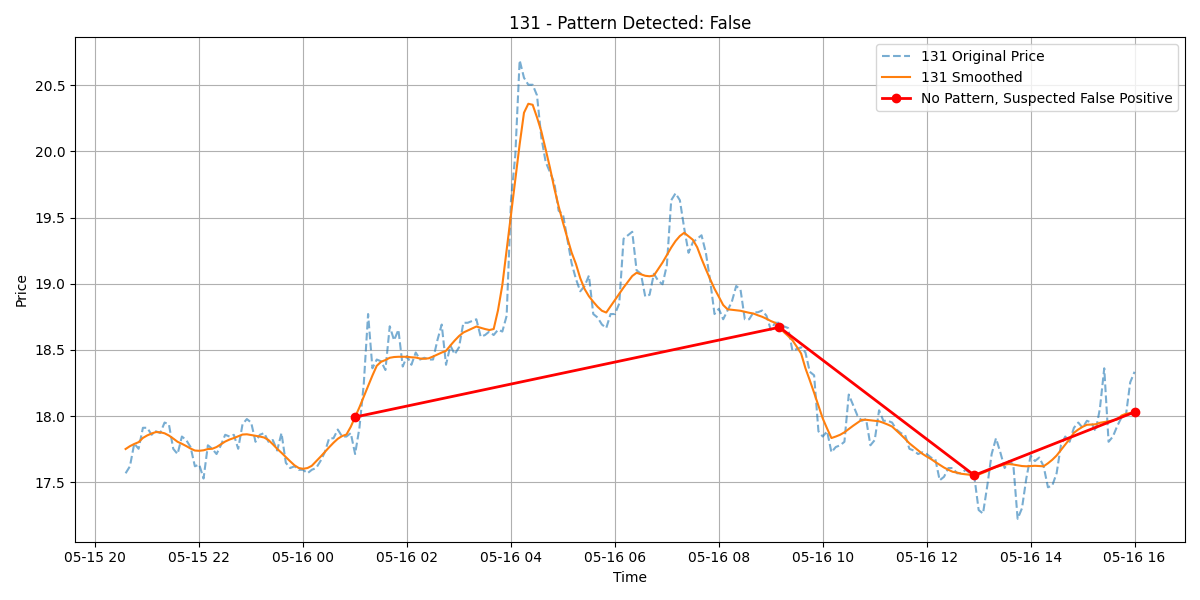 131 - Pattern Detected: False
131 Original Price
131 Smoothed
No Pattern, Suspected False Positive
Price
20.5
20.0
19.5
19.0
18.5
18.0
17.5
05-15 20 05-15 22 05-16 00 05-16 02 05-16 04 05-16 06 05-16 08 05-16 10 05-16 12 05-16 14 05-16 16
Time